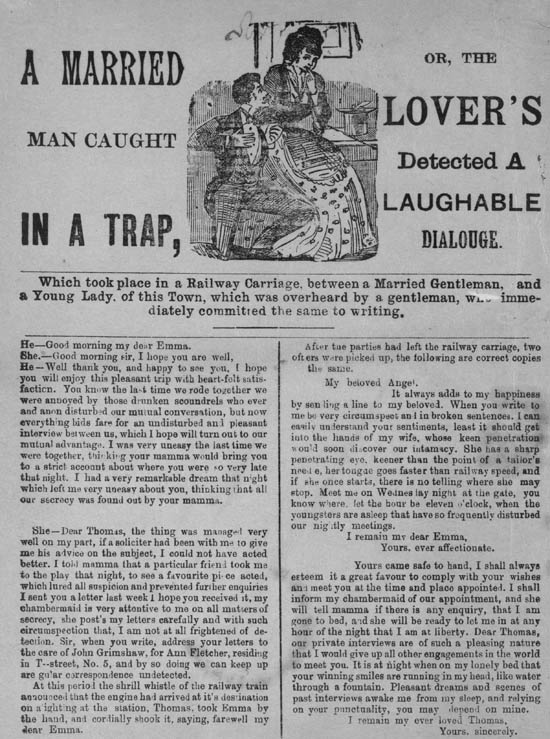 A MARRIED
MAN CAUGHT
IN A TRAP,
OR, THE
LOVER'S
Detected A
LAUGHABLE
DIALOUGE.
Which took place in a Railway Carriage, between a Married Gentleman, and
a Young Lady. of this Town, which was overheard by a gentleman, imme-
diately committed the same to writing.
He—Good morning my dear Emma.
She.—Good morning sir, I hope you are well,
He—Well thank you, and happy to see you, I hope
you will enjoy this pleasant trip with heart-felt satis-
faction. You know the last time we rode together we
were annoyed by those drunken scoundrels who ever
and anon disturbed our mutual conversation, but now
everything bids fare for an undisturbed and pleasant
interview between us, which I hope will turn out to our
mutual advantage. I was very uneasy the last time we
were together, thinking your mamma would bring you
to a strict account about where you were so very late
that night. I had a very remarkable dream that night
which left me very uneasy about you, thinking that all
our secracy was found out by your mamma.
She—Dear Thomas, the thing was managed very
well on my part, if a soliciter had been with me to give
me his advice on the subject, I could not have acted
better. I told mamma that a particular friend took me
to the play that night, to see a favourite piece acted,
which lured all suspicion and prevented further enquiries
I sent you a letter last week I hope you received it, my
chambermaid is very attentive to me on all matters of
secrecy, she post's my letters carefully and with such
circumspection that, I am not at all frightened of de-
tection. Sir, when you write, address your letters to
the care of John Grimshaw, for Ann Fletcher, residing
in T--street, No. 5, and by so doing we can keep up
are gular correspondence undetected.
At this period the shrill whistle of the railway train
announced that the engine had arrived at it's destination
on alighting at the station, Thomas, took Emma by
the hand, and cordially shook it, saying, farewell my
dear Emma.
After the parties had left the railway carriage, two
others were picked up, the following are correct copies
the same.
My beloved Angel.
It always adds to my happiness
by sending a line to my beloved. When you write to
me be very circumspect and in broken sentences. I can
easily understand your sentiments, least it should get
into the hands of my wife, whose keen penetration
would soon discover our intamacy. She has a sharp
penetrating eye, keener than the point of a tailor's
needle, her tongue goes faster than railway speed, and
if she once starts, there is no telling where she may
stop. Meet me on Wednesday night at the gate, you
know where, let the hour be eleven o'clock, when the
youngsters are asleep that have so frequently disturbed
our nightly meetings.
I remain my dear Emma,
Yours, ever affectionate.
Yours came safe to hand, I shall always
esteem it a great favour to comply with your wishes
and meet you at the time and place appointed. I shall
inform my chambermaid of our appointment, and she
will tell mamma if there is any enquiry, that I am
gone to bed, and she will be ready to let me in at any
hour of the night that I am at liberty. Dear Thomas,
our private interviews are of such a pleasing nature
that I would give up all other engagements in the world
to meet you. It is at night when on my lonely bed that
your winning smiles are running in my head, like water
through a fountain. Pleasant dreams and scenes of
past interviews awake me from my sleep, and relying
on your punctuality, you may depend on mine.
I remain my ever loved Thomas,
Yours, sincerely.